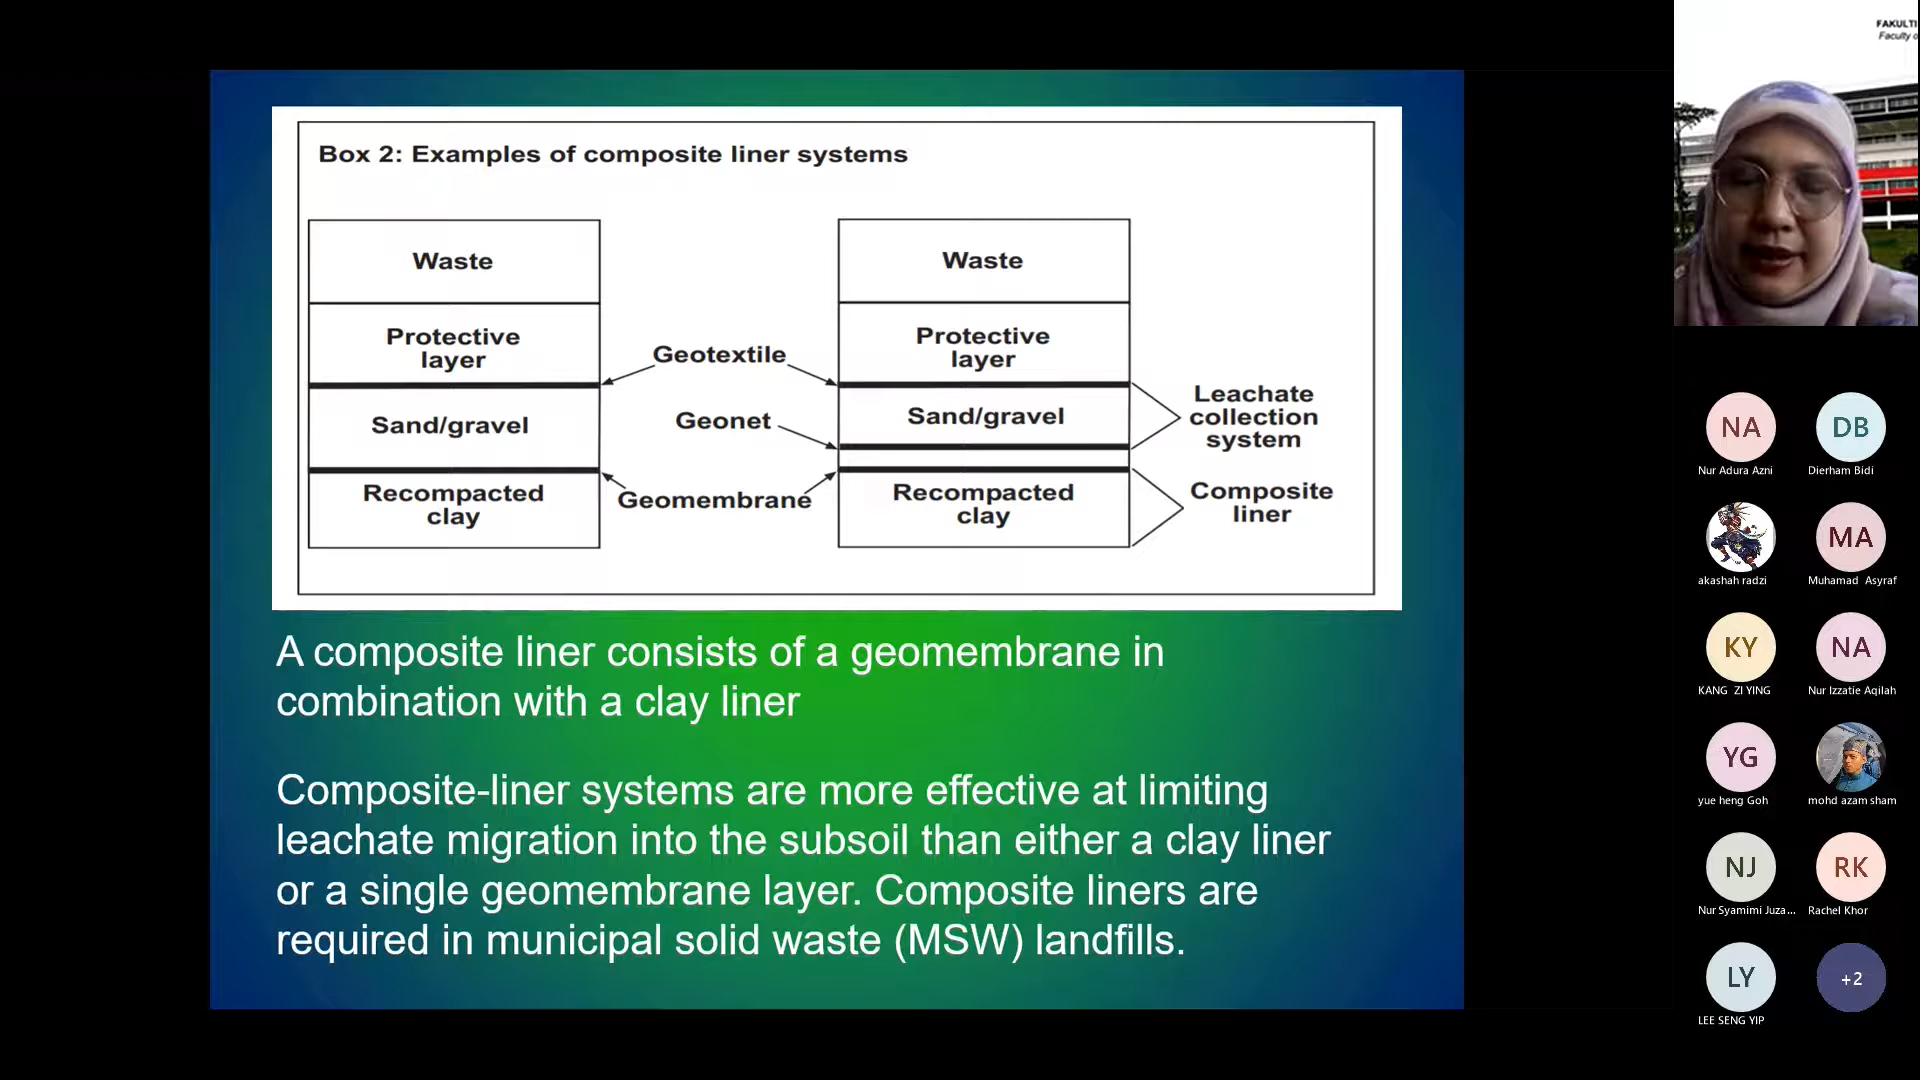 FAKULTI
Faculty o
Box 2: Examples of composite liner systems
Waste
Protective
layer
Sand/gravel
Recompacted
clay
Geotextile
Geonet
Geomembrane
Waste
Protective
layer
Sand/gravel
Recompacted
clay
Leachate
collection
system
Composite
liner
A composite liner consists of a geomembrane in
combination with a clay liner
Composite-liner systems are more effective at limiting
leachate migration into the subsoil than either a clay liner
or a single geomembrane layer. Composite liners are
required in municipal solid waste (MSW) landfills.
NA
Nur Adura Azni
DB
Dierham Bidi
akashah radzi
MA
Muhamad Asyraf
KY
KANG ZI YING
NA
Nur Izzatie Aqilah
YG
yue heng Goh
mohd azam sham
NJ
Nur Syamimi Juza...
RK
Rachel Khor
LY
LEE SENG YIP
+2